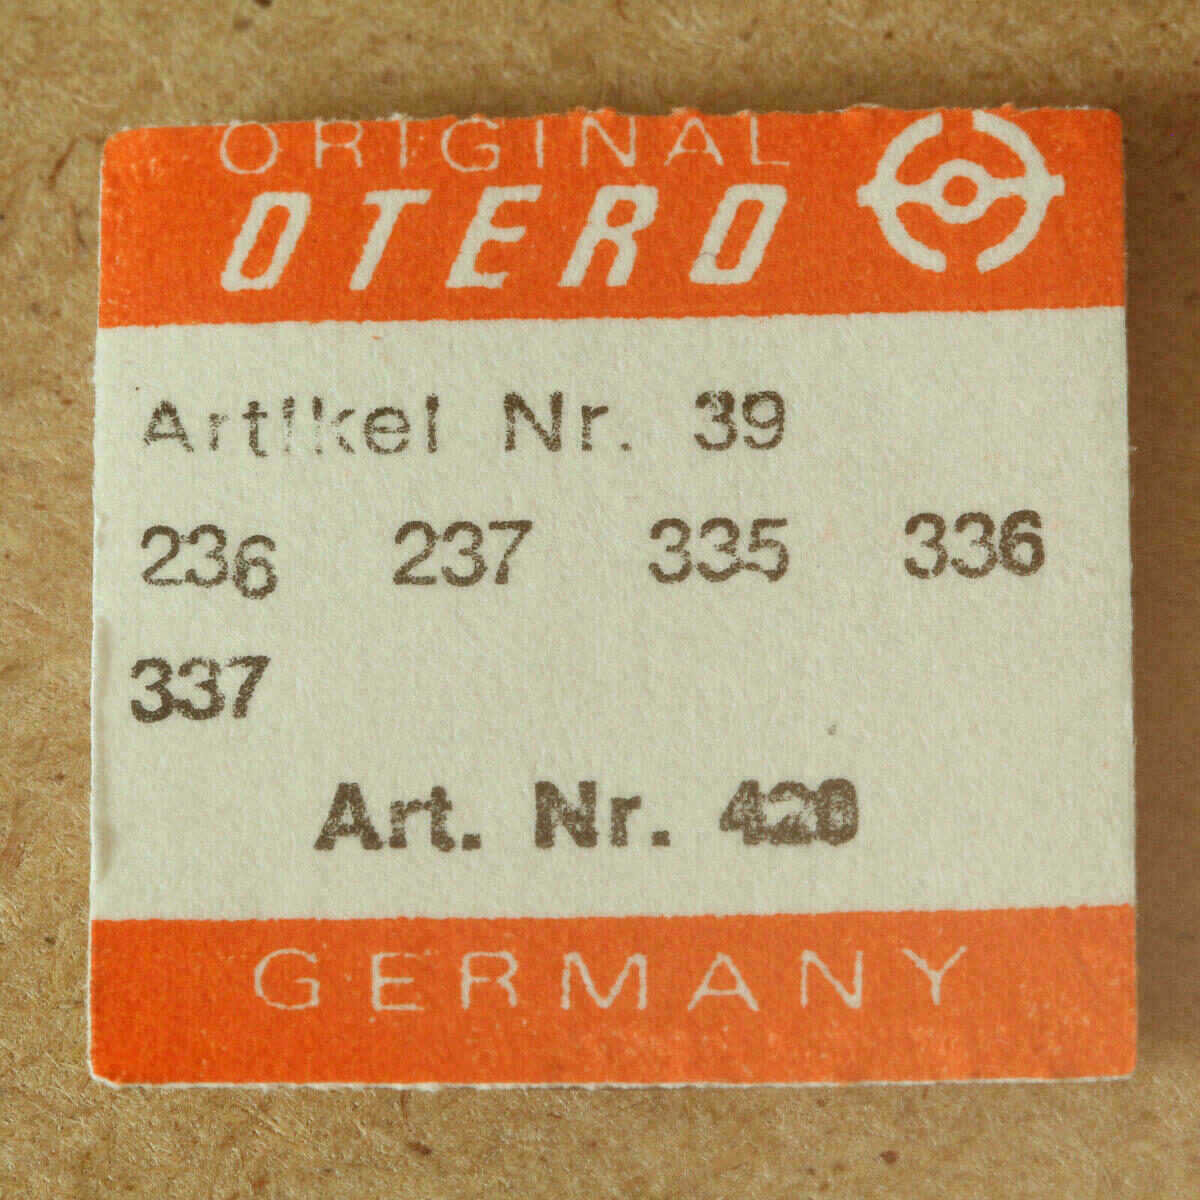 ORIGINAL
OTERO
Artikel Nr. 39
236 237 335 336
337
Art. Nr. 420
GERMANY